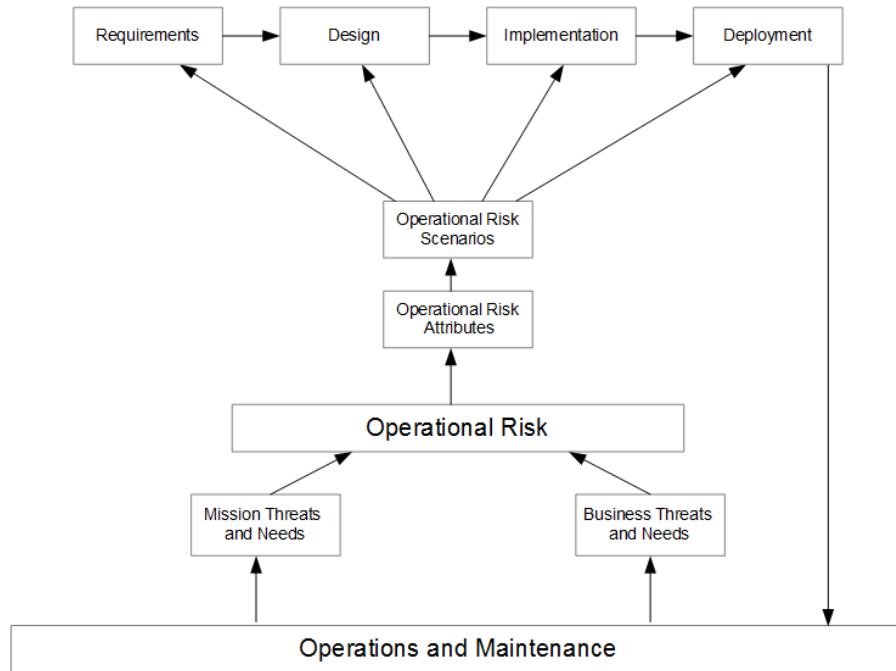 Requirements
Design
Implementation
Deployment
Operational Risk
Scenarios
Operational Risk
Attributes
Operational Risk
Mission Threats
and Needs
Business Threats
and Needs
Operations and Maintenance